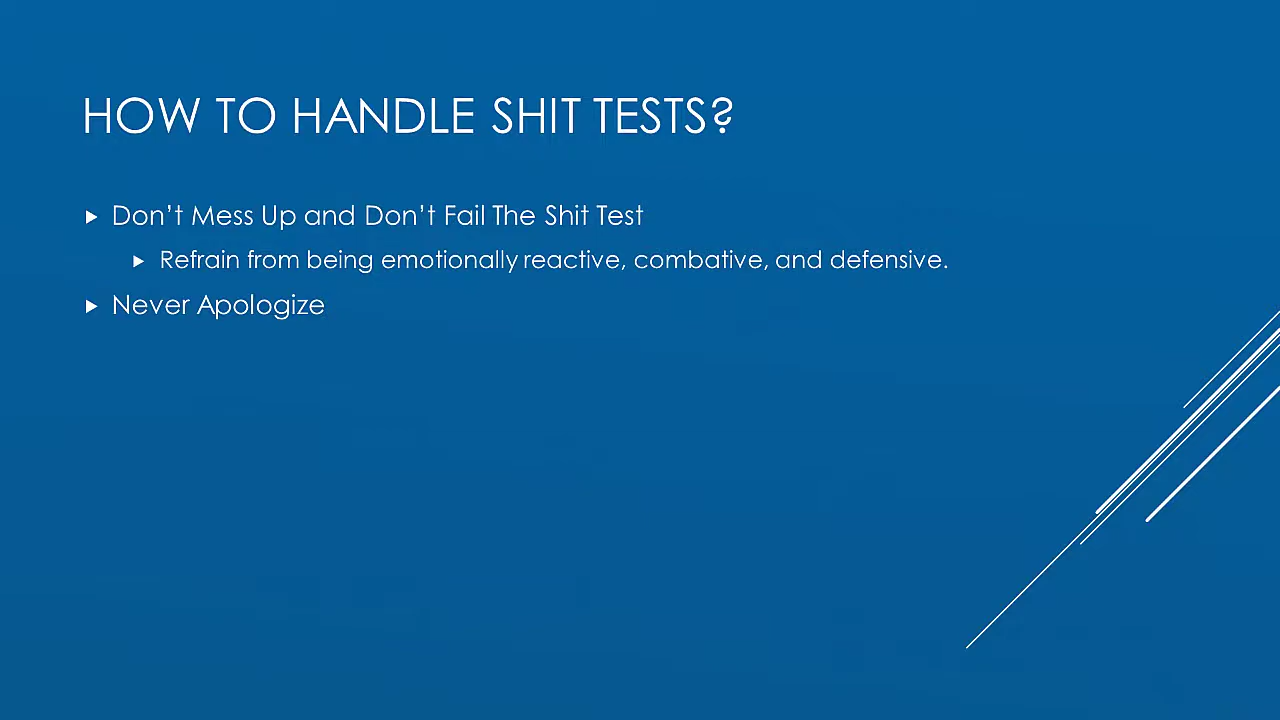 HOW TO HANDLE SHIT TESTS?
Don't Mess Up and Don't Fail The Shit Test
Refrain from being emotionally reactive, combative, and defensive.
Never Apologize